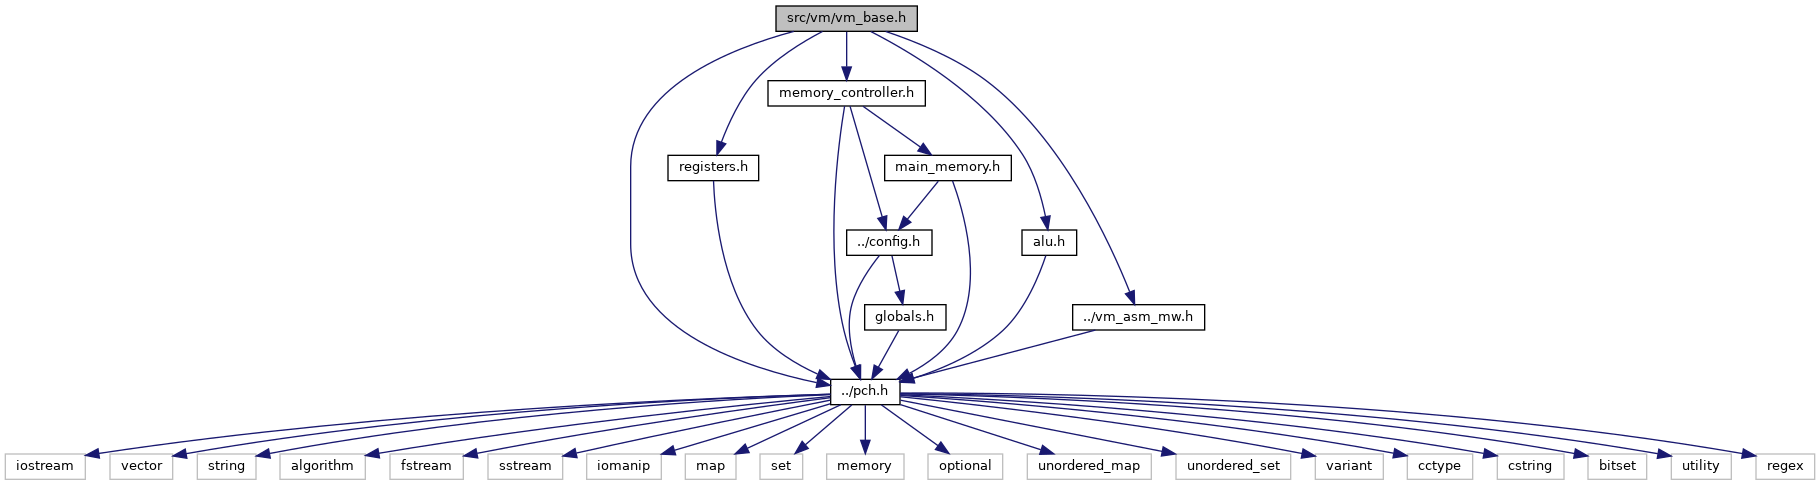 src/vm/vm_base.h
memory_controller.h
registers.h
main_memory.h
../config.h
alu.h
globals.h
../vm_asm_mw.h
../pch.h
iostream
vector
string
algorithm
fstream
sstream
iomanip
map
set
memory
optional
unordered_map
unordered_set
variant
cctype
cstring
bitset
utility
regex